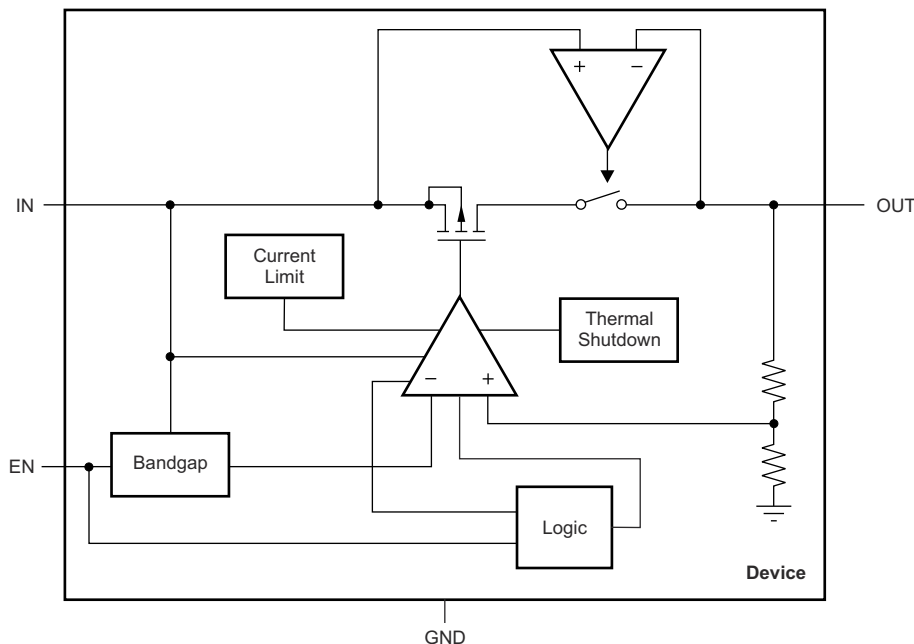 + −
IN
OUT
Current
Limit
Thermal
Shutdown
− +
EN
Bandgap
Logic
Device
GND